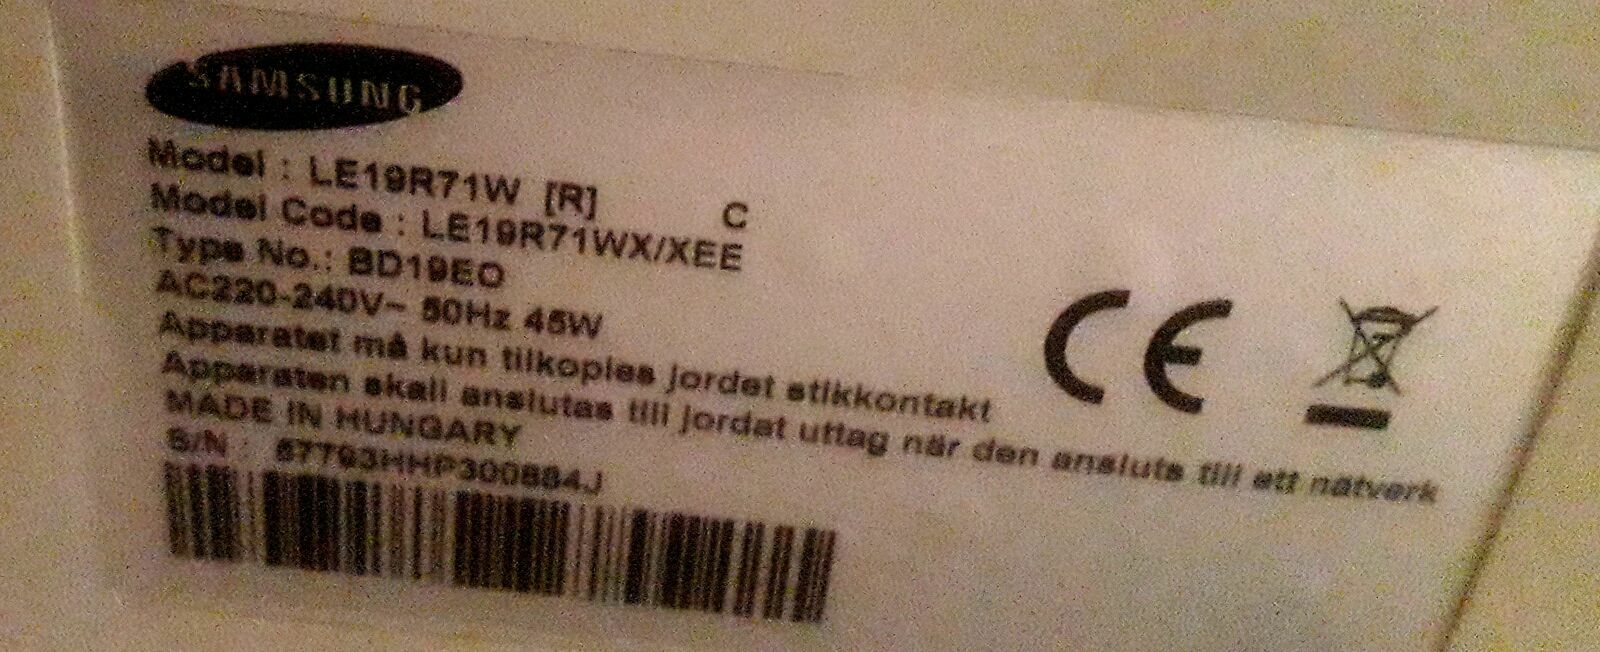 SAMSUNG
Model : LE19R71W [R] C
Model Code : LE19R71WX/XEE
Type No.: BD19EO
AC220-240V~ 50Hz 45W
Apparatet må kun tilkoples jordet stikkontakt
Apparaten skall anslutas till jordat uttag när den ansluts till ett nätverk
MADE IN HUNGARY
S/N :
CE